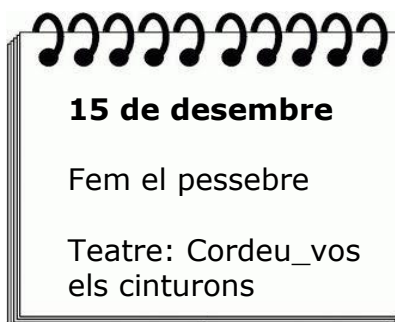 15 de desembre
Fem el pessebre
Teatre: Cordeu_vos
els cinturons